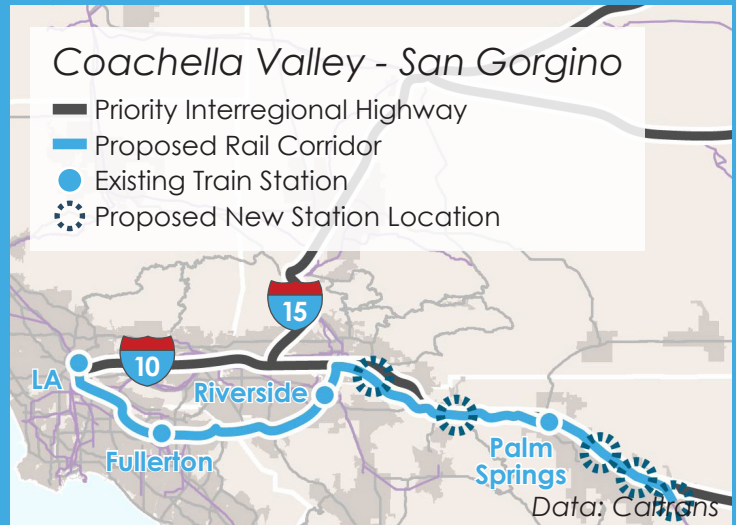 Coachella Valley - San Gorgino
Priority Interregional Highway
Proposed Rail Corridor
Existing Train Station
Proposed New Station Location
15
10
LA
Riverside
Fullerton
Palm
Springs
Data: Caltrans